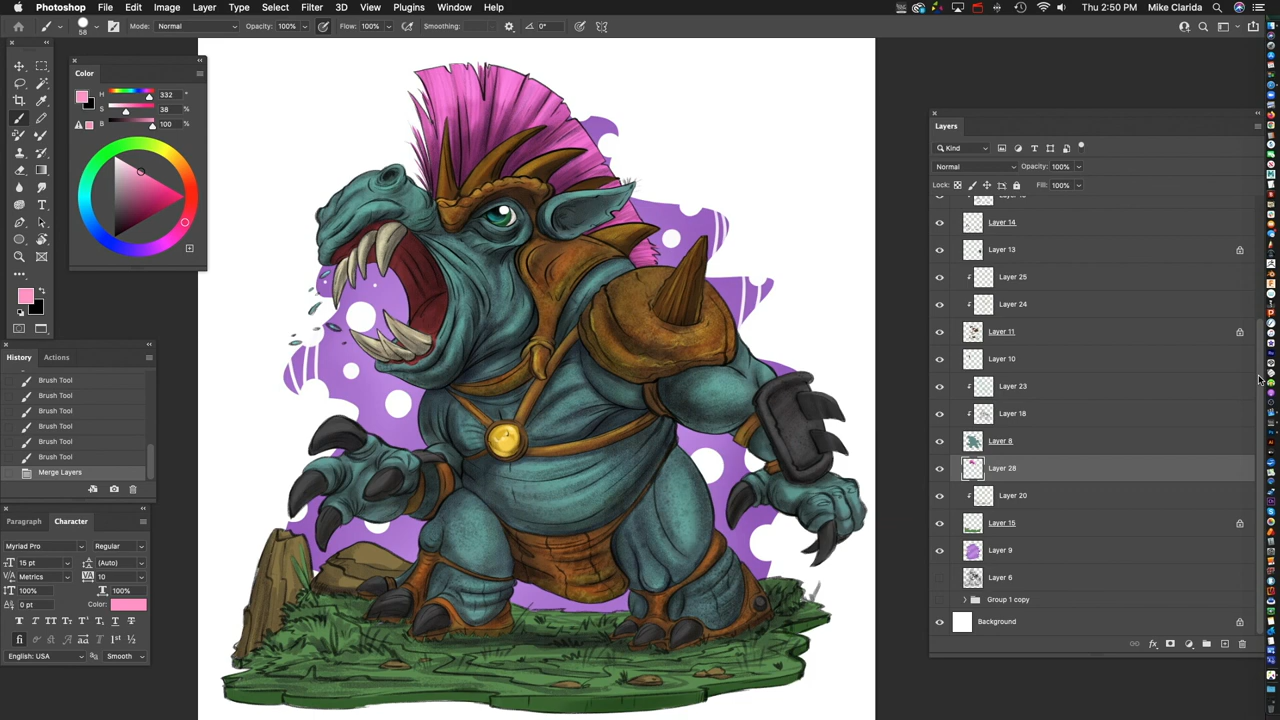 Photoshop File Edit Image Layer Type Select Filter 3D View Plugins Window Help Thu 2:50 PM Mike Clarida
58 Mode: Normal Opacity: 100% Flow: 100% Smoothing: 0°
Color
H 332 °
S 38 %
B 100 %
History Actions
Brush Tool
Brush Tool
Brush Tool
Brush Tool
Brush Tool
Brush Tool
Merge Layers
Paragraph Character
Myriad Pro Regular
15 pt (Auto)
Metrics 10
100% 100%
0 pt Color:
English: USA Smooth
Layers
Kind
Normal Opacity: 100%
Lock: Fill: 100%
Layer 14
Layer 13
Layer 25
Layer 24
Layer 11
Layer 10
Layer 23
Layer 18
Layer 8
Layer 28
Layer 20
Layer 15
Layer 9
Layer 6
Group 1 copy
Background